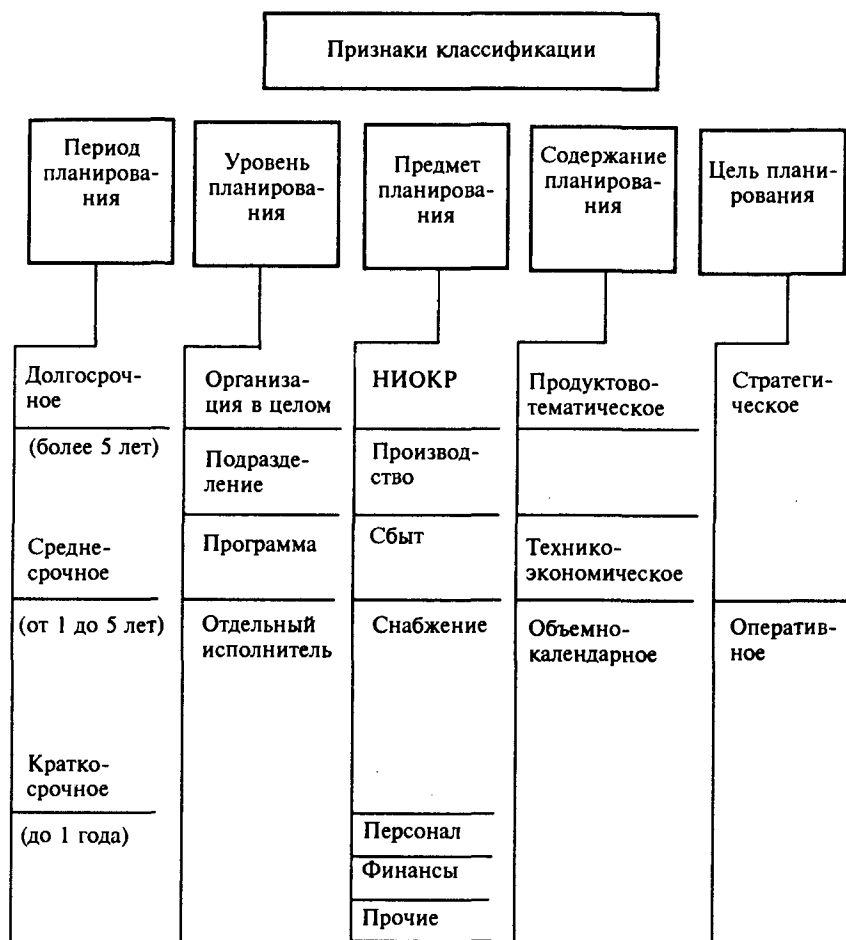 Признаки классификации
Период
планирова-
ния
Уровень
планирова-
ния
Предмет
планирова-
ния
Содержание
планирова-
ния
Цель плани-
рования
Долгосроч-
ное
(более 5 лет)
Средне-
срочное
(от 1 до 5 лет)
Кратко-
срочное
(до 1 года)
Организа-
ция в целом
Подразде-
ление
Программа
Отдельный
исполнитель
НИОКР
Производ-
ство
Сбыт
Снабжение
Персонал
Финансы
Прочие
Продуктово-
тематическое
Технико-
экономическое
Объемно-
календарное
Стратеги-
ческое
Оператив-
ное